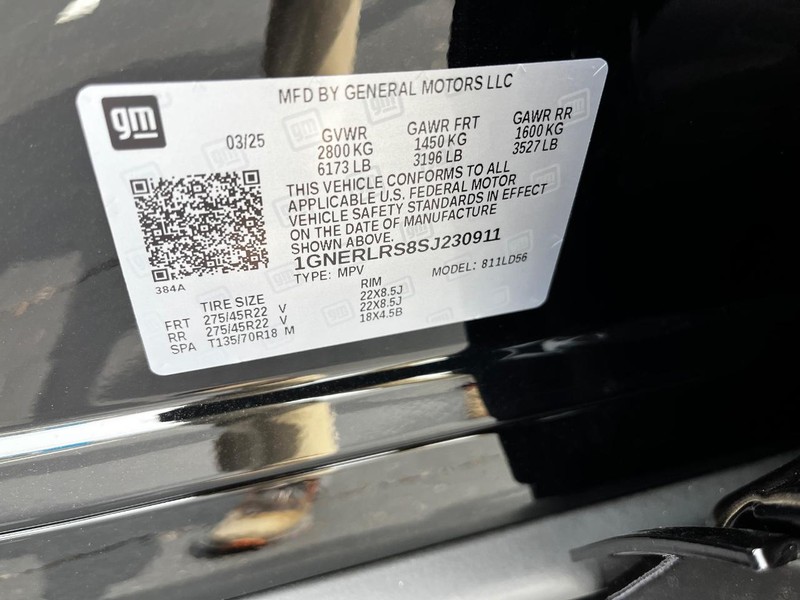 gm
MFD BY GENERAL MOTORS LLC
03/25
GVWR GAWR FRT GAWR RR
2800 KG 1450 KG 1600 KG
6173 LB 3196 LB 3527 LB
THIS VEHICLE CONFORMS TO ALL
APPLICABLE U.S. FEDERAL MOTOR
VEHICLE SAFETY STANDARDS IN EFFECT
ON THE DATE OF MANUFACTURE
SHOWN ABOVE.
1GNERLRS8SJ230911
TYPE: MPV MODEL: 811LD56
384A
TIRE SIZE RIM
FRT 275/45R22 V 22X8.5J
RR 275/45R22 V 22X8.5J
SPA T135/70R18 M 18X4.5B